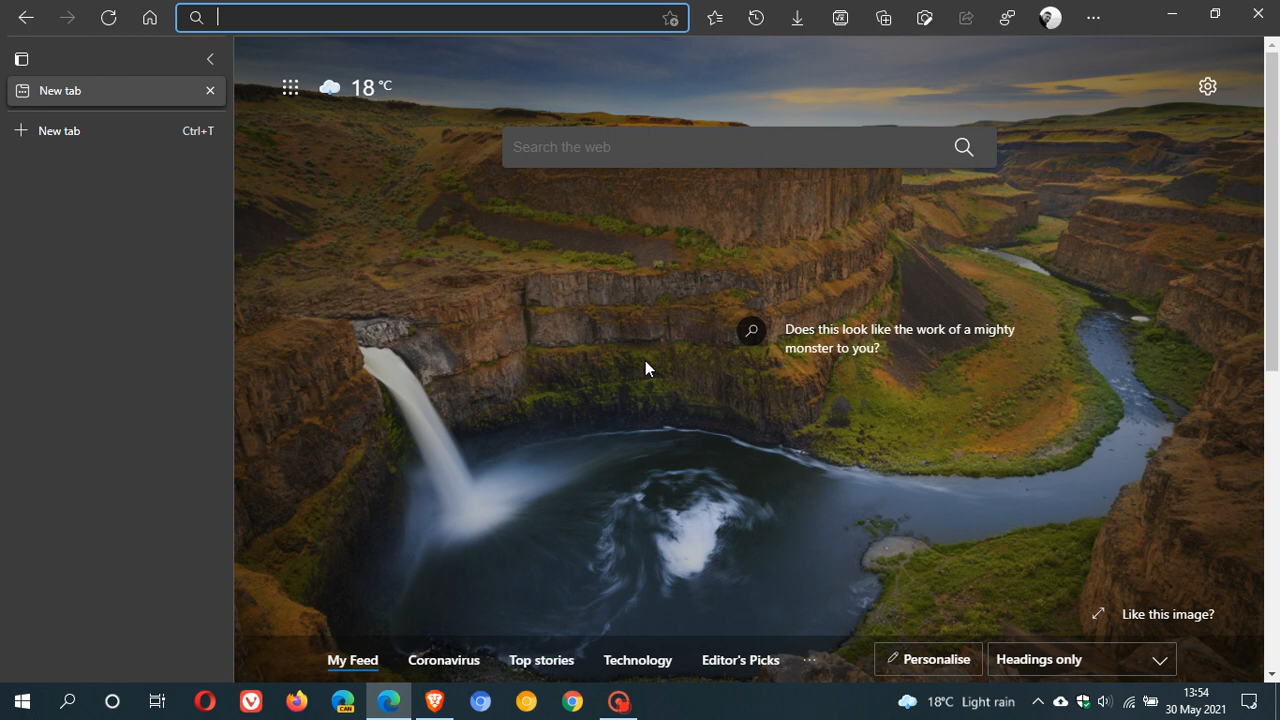 New tab
New tab Ctrl+T
18 °C
Search the web
Does this look like the work of a mighty
monster to you?
Like this image?
My Feed Coronavirus Top stories Technology Editor's Picks ... Personalise Headings only
CAN
18°C Light rain
13:54
30 May 2021